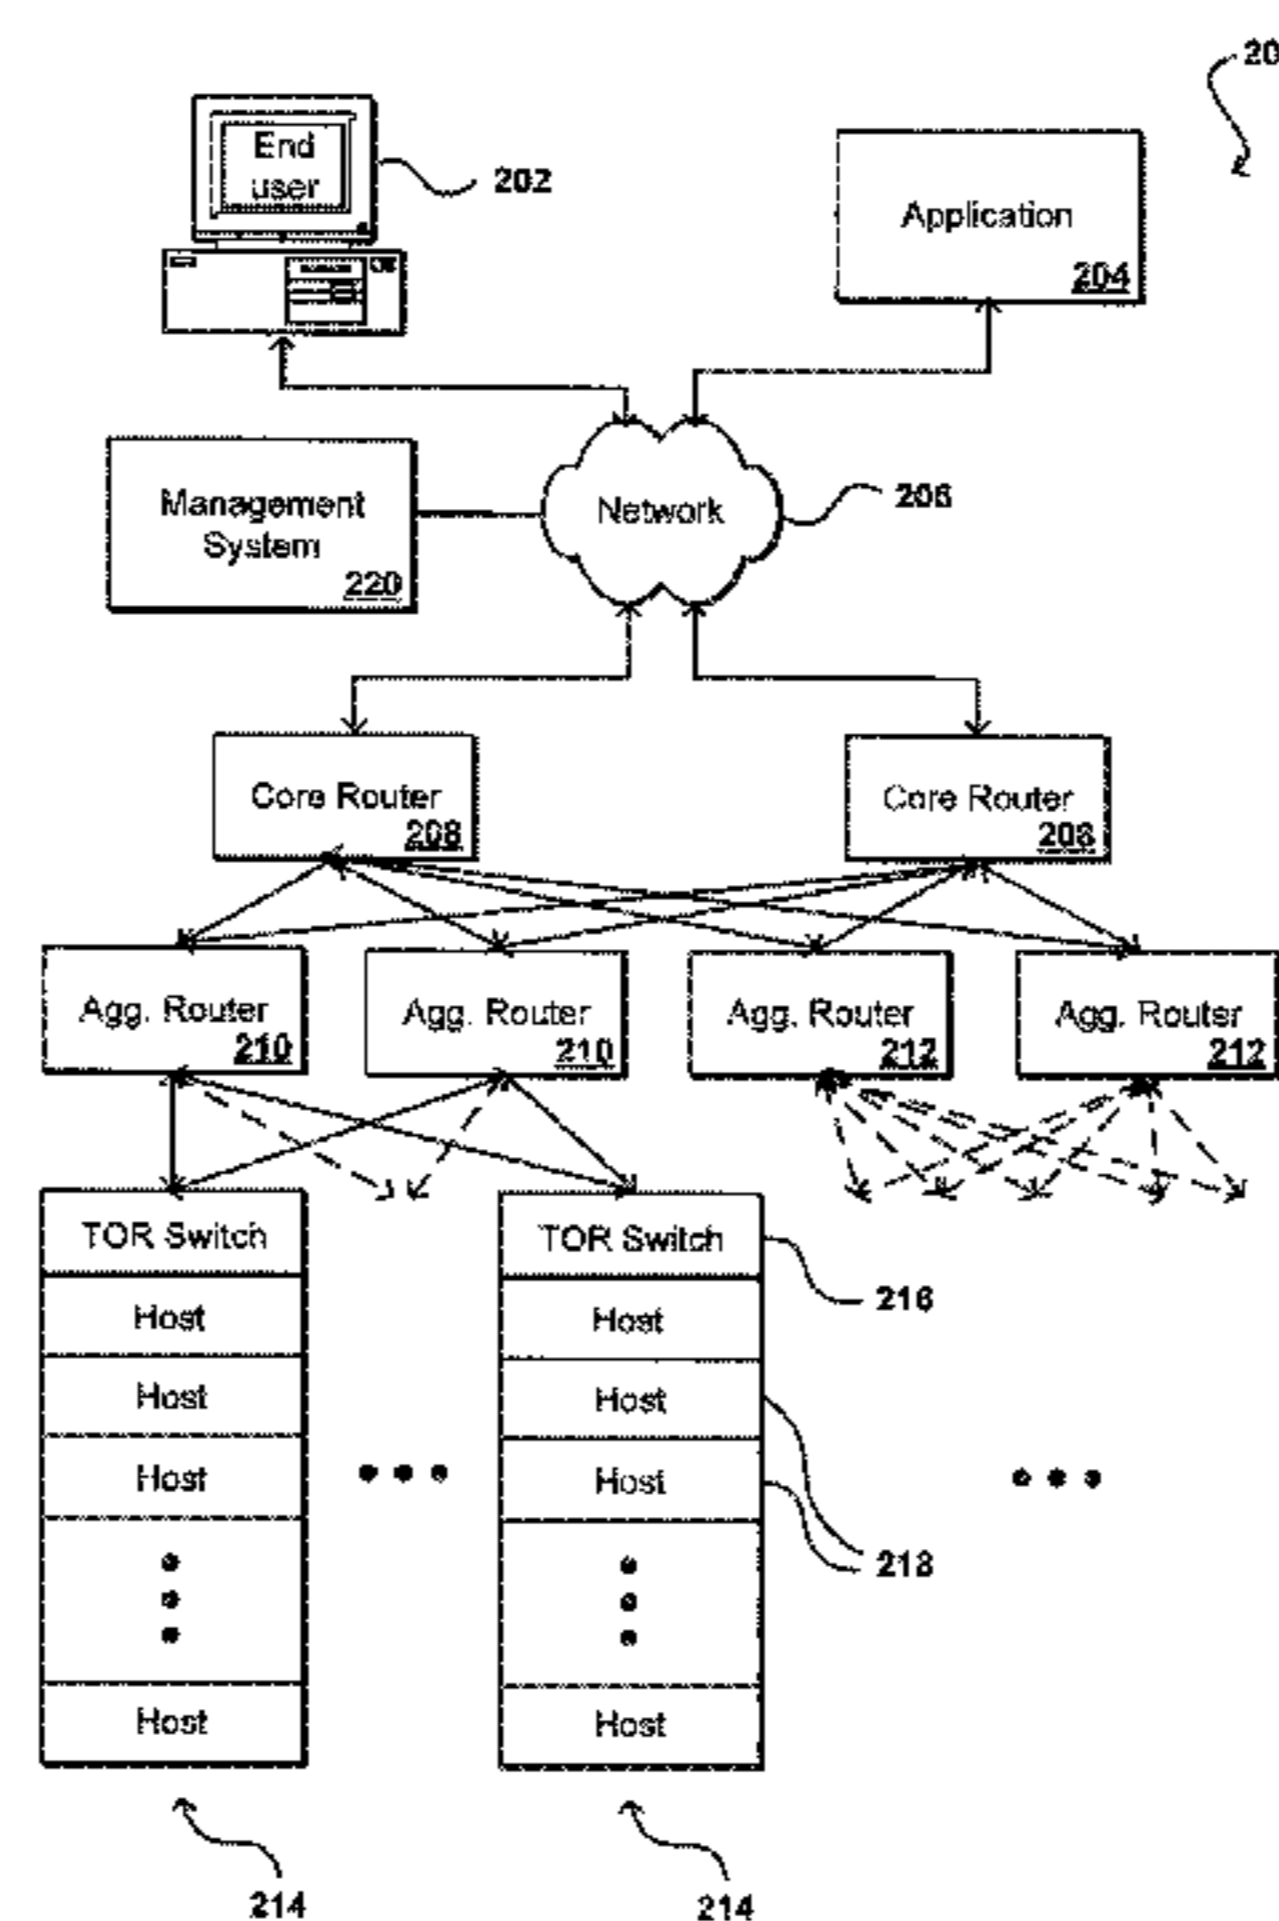 20
End
user
202
Application
204
Management
System
220
Network
206
Core Router
208
Core Router
208
Agg. Router
210
Agg. Router
210
Agg. Router
212
Agg. Router
212
TOR Switch
Host
Host
Host
Host
TOR Switch
Host
Host
Host
Host
216
218
214
214